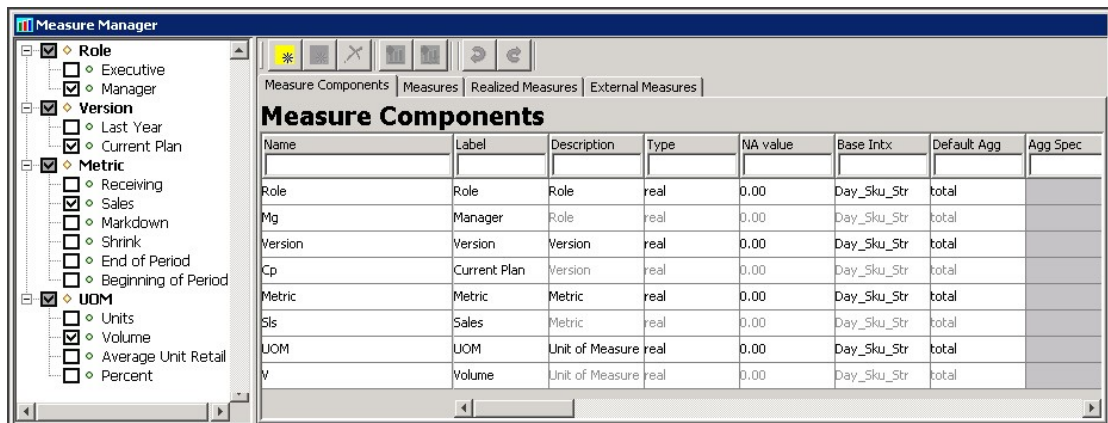 Measure Manager
Role
Executive
Manager
Version
Last Year
Current Plan
Metric
Receiving
Sales
Markdown
Shrink
End of Period
Beginning of Period
UOM
Units
Volume
Average Unit Retail
Percent
Measure Components Measures Realized Measures External Measures
Measure Components
Name Label Description Type NA value Base Intx Default Agg Agg Spec
Role Role Role real 0.00 Day_Sku_Str total
Mg Manager Role real 0.00 Day_Sku_Str total
Version Version Version real 0.00 Day_Sku_Str total
Cp Current Plan Version real 0.00 Day_Sku_Str total
Metric Metric Metric real 0.00 Day_Sku_Str total
Sls Sales Metric real 0.00 Day_Sku_Str total
UOM UOM Unit of Measure real 0.00 Day_Sku_Str total
V Volume Unit of Measure real 0.00 Day_Sku_Str total